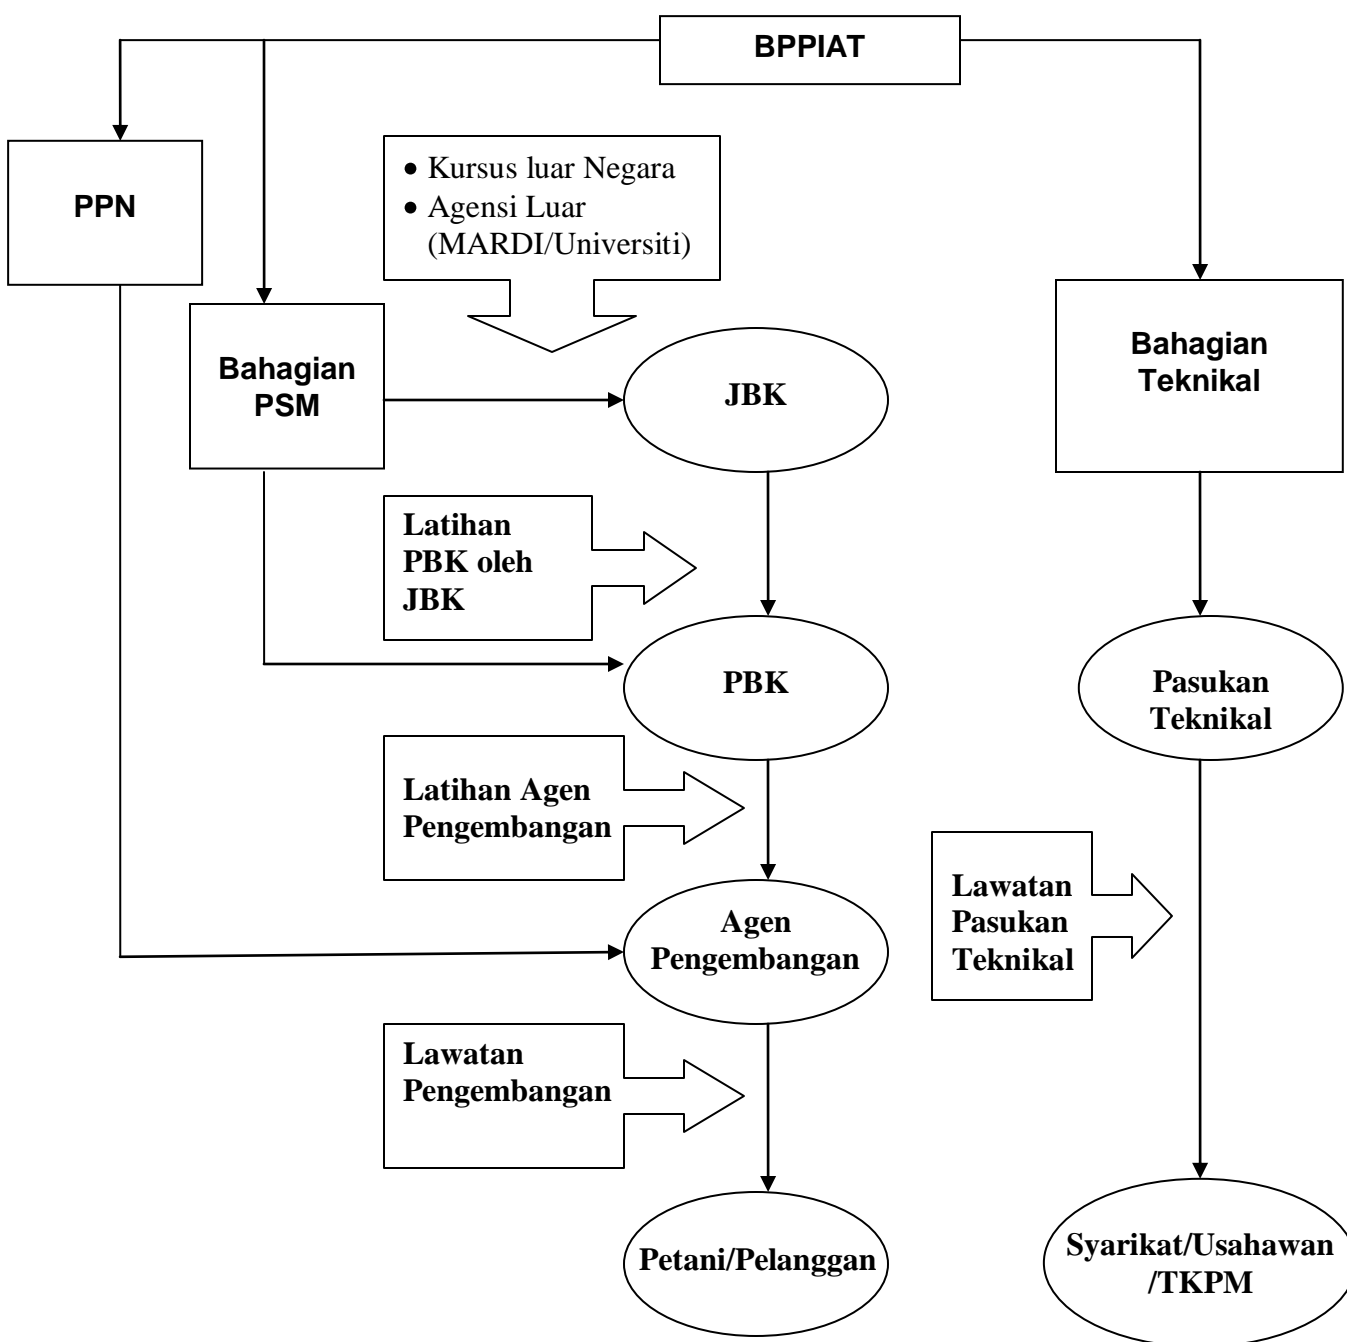 BPPIAT
PPN
• Kursus luar Negara
• Agensi Luar
(MARDI/Universiti)
Bahagian
PSM
JBK
Bahagian
Teknikal
Latihan
PBK oleh
JBK
PBK
Pasukan
Teknikal
Latihan Agen
Pengembangan
Agen
Pengembangan
Lawatan
Pasukan
Teknikal
Lawatan
Pengembangan
Petani/Pelanggan
Syarikat/Usahawan
/TKPM